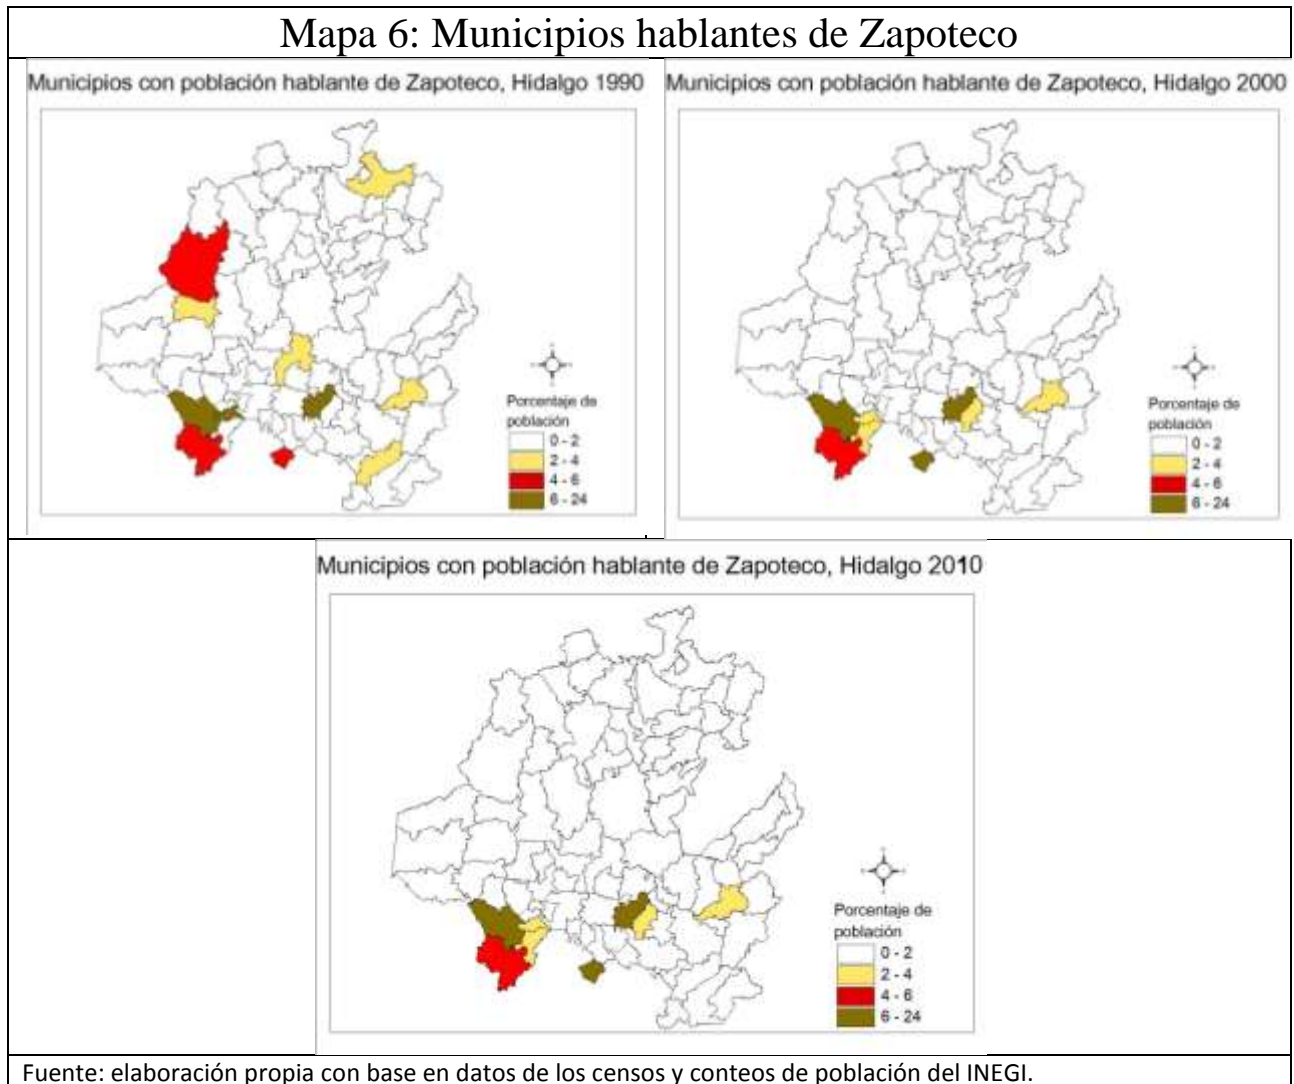 Mapa 6: Municipios hablantes de Zapoteco
Municipios con población hablante de Zapoteco, Hidalgo 1990
Porcentaje de
población
0 - 2
2 - 4
4 - 6
6 - 24
Municipios con población hablante de Zapoteco, Hidalgo 2000
Porcentaje de
población
0 - 2
2 - 4
4 - 6
6 - 24
Municipios con población hablante de Zapoteco, Hidalgo 2010
Porcentaje de
población
0 - 2
2 - 4
4 - 6
6 - 24
Fuente: elaboración propia con base en datos de los censos y conteos de población del INEGI.